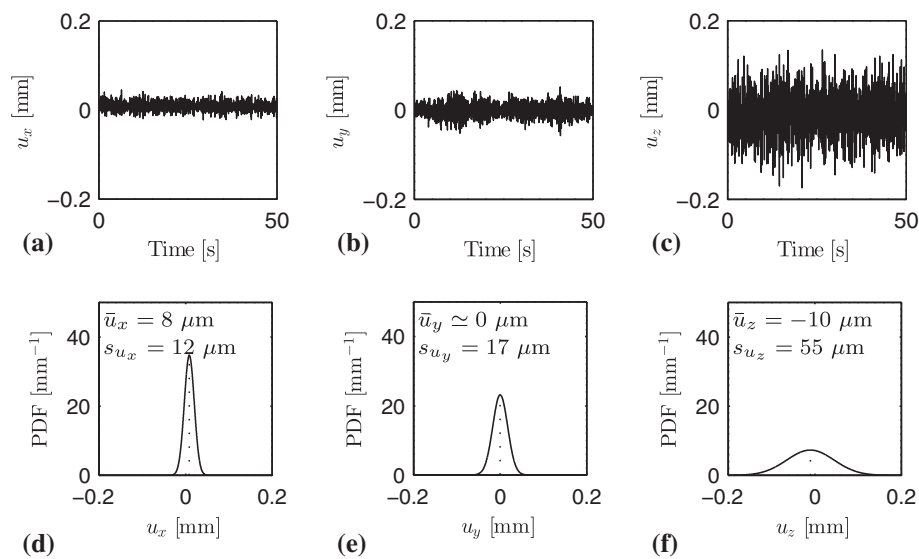 0.2
0
−0.2
u_x [mm]
0
50
Time [s]
(a)
0.2
0
−0.2
u_y [mm]
0
50
Time [s]
(b)
0.2
0
−0.2
u_z [mm]
0
50
Time [s]
(c)
40
20
0
PDF [mm⁻¹]
ū_x = 8 μm
s_{u_x} = 12 μm
−0.2
0
0.2
u_x [mm]
(d)
40
20
0
PDF [mm⁻¹]
ū_y ≃ 0 μm
s_{u_y} = 17 μm
−0.2
0
0.2
u_y [mm]
(e)
40
20
0
PDF [mm⁻¹]
ū_z = −10 μm
s_{u_z} = 55 μm
−0.2
0
0.2
u_z [mm]
(f)